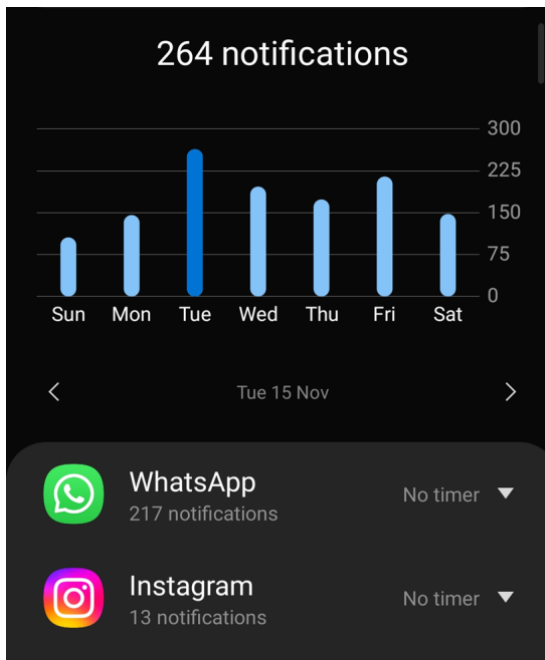 264 notifications
300
225
150
75
0
Sun Mon Tue Wed Thu Fri Sat
Tue 15 Nov
WhatsApp
217 notifications
No timer
Instagram
13 notifications
No timer